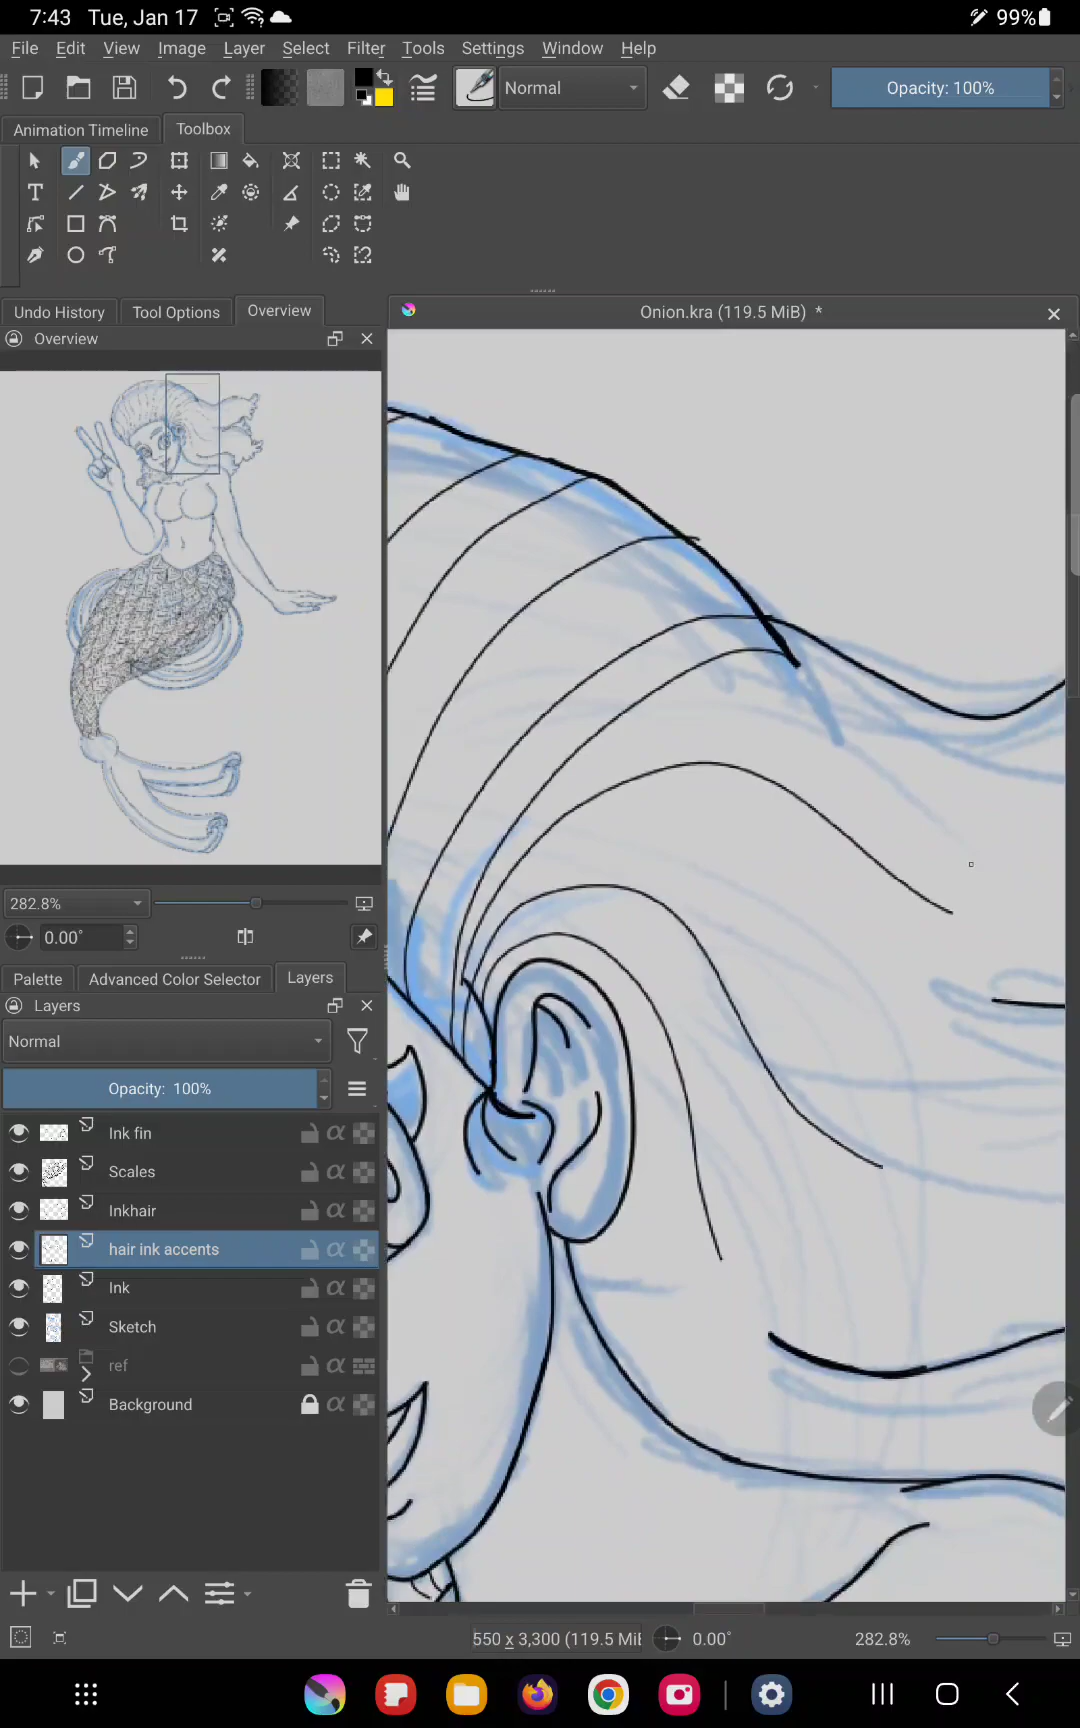 7:43 Tue, Jan 17 99%
File Edit View Image Layer Select Filter Tools Settings Window Help
Normal Opacity: 100%
Animation Timeline Toolbox
Undo History Tool Options Overview
Onion.kra (119.5 MiB) *
Overview
282.8%
0.00°
Palette Advanced Color Selector Layers
Layers
Normal
Opacity: 100%
Ink fin
Scales
Inkhair
hair ink accents
Ink
Sketch
ref
Background
550 x 3,300 (119.5 MiB 0.00° 282.8%